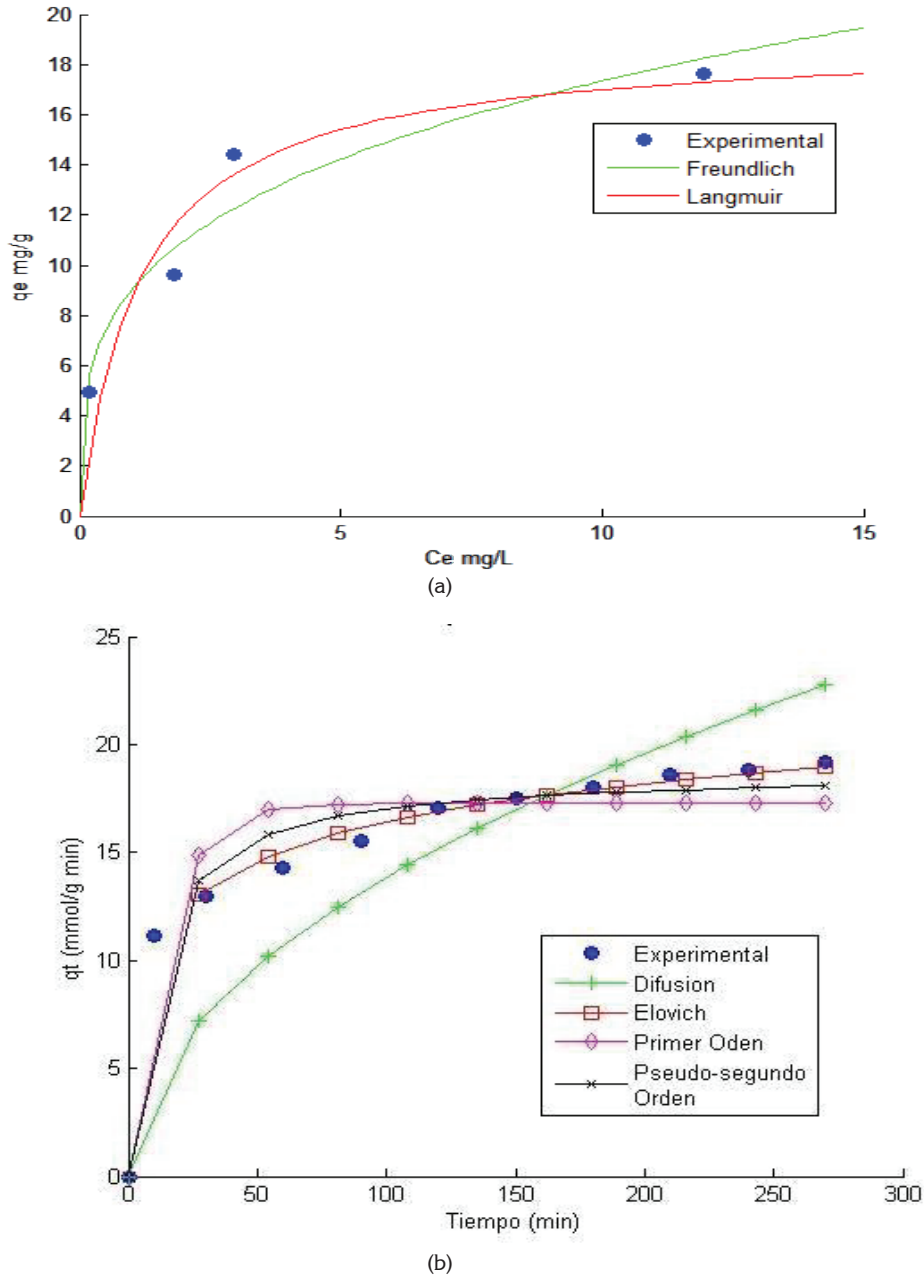 20
18
16
14
12
10
8
6
4
2
0
qe mg/g
Experimental
Freundlich
Langmuir
0 5 10 15
Ce mg/L
(a)
25
20
15
10
5
0
qt (mmol/g min)
Experimental
Difusion
Elovich
Primer Oden
Pseudo-segundo
Orden
0 50 100 150 200 250 300
Tiempo (min)
(b)